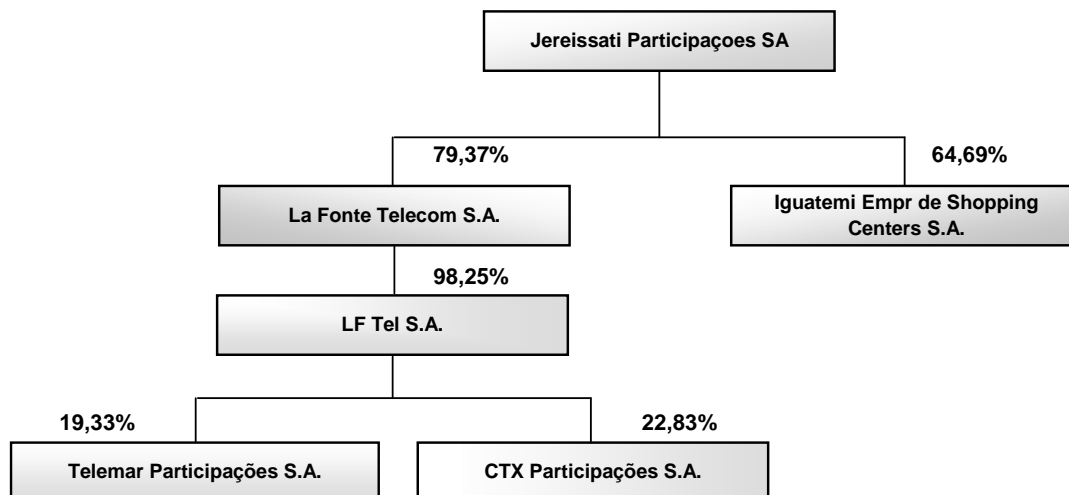 Jereissati Participaçoes SA
79,37%
64,69%
La Fonte Telecom S.A.
Iguatemi Empr de Shopping
Centers S.A.
98,25%
LF Tel S.A.
19,33%
22,83%
Telemar Participações S.A.
CTX Participações S.A.